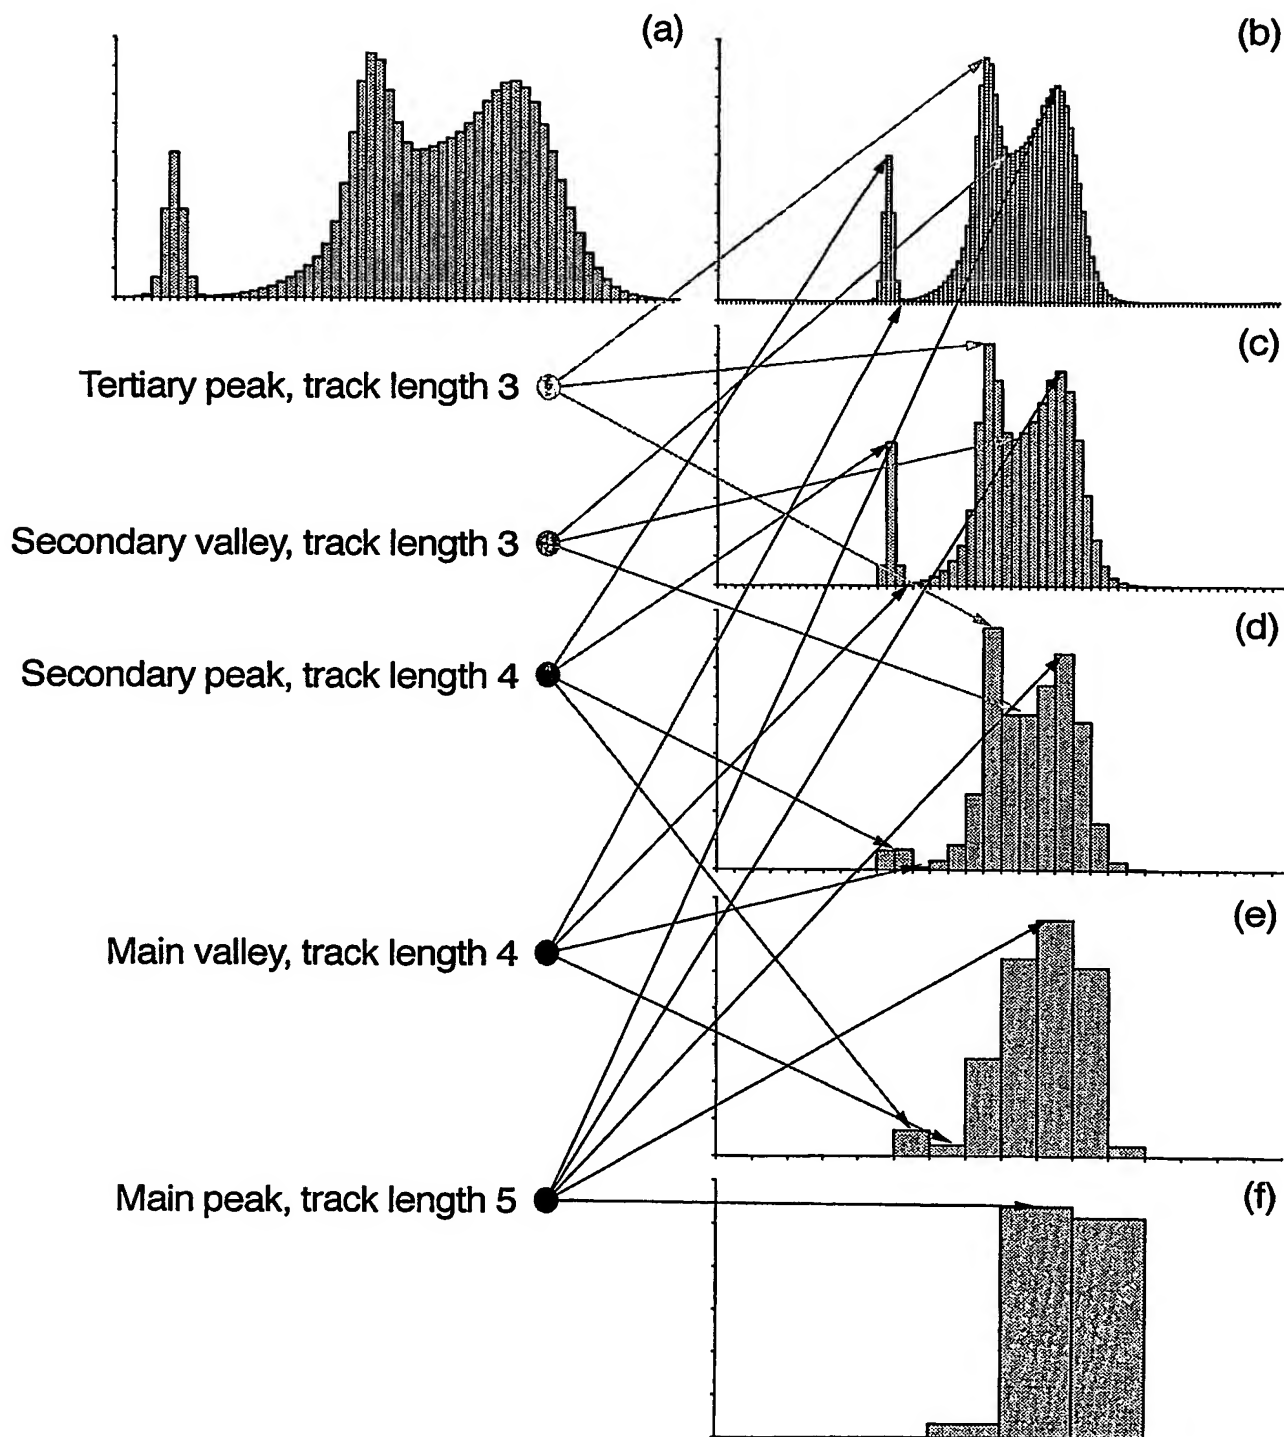 (a)
(b)
(c)
Tertiary peak, track length 3
Secondary valley, track length 3
(d)
Secondary peak, track length 4
(e)
Main valley, track length 4
(f)
Main peak, track length 5